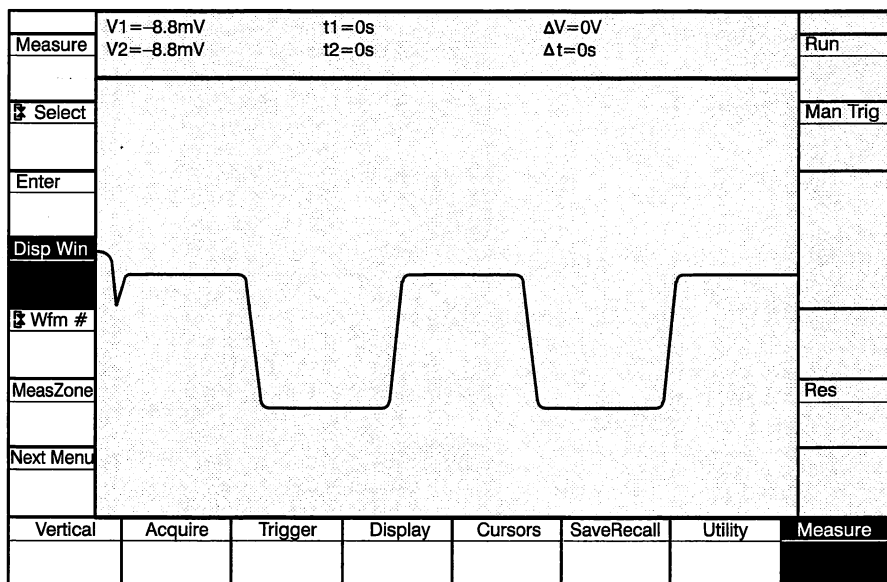 V1=–8.8mV t1=0s ΔV=0V
V2=–8.8mV t2=0s Δt=0s
Measure
Select
Enter
Disp Win
Wfm #
MeasZone
Next Menu
Run
Man Trig
Res
Vertical Acquire Trigger Display Cursors SaveRecall Utility Measure